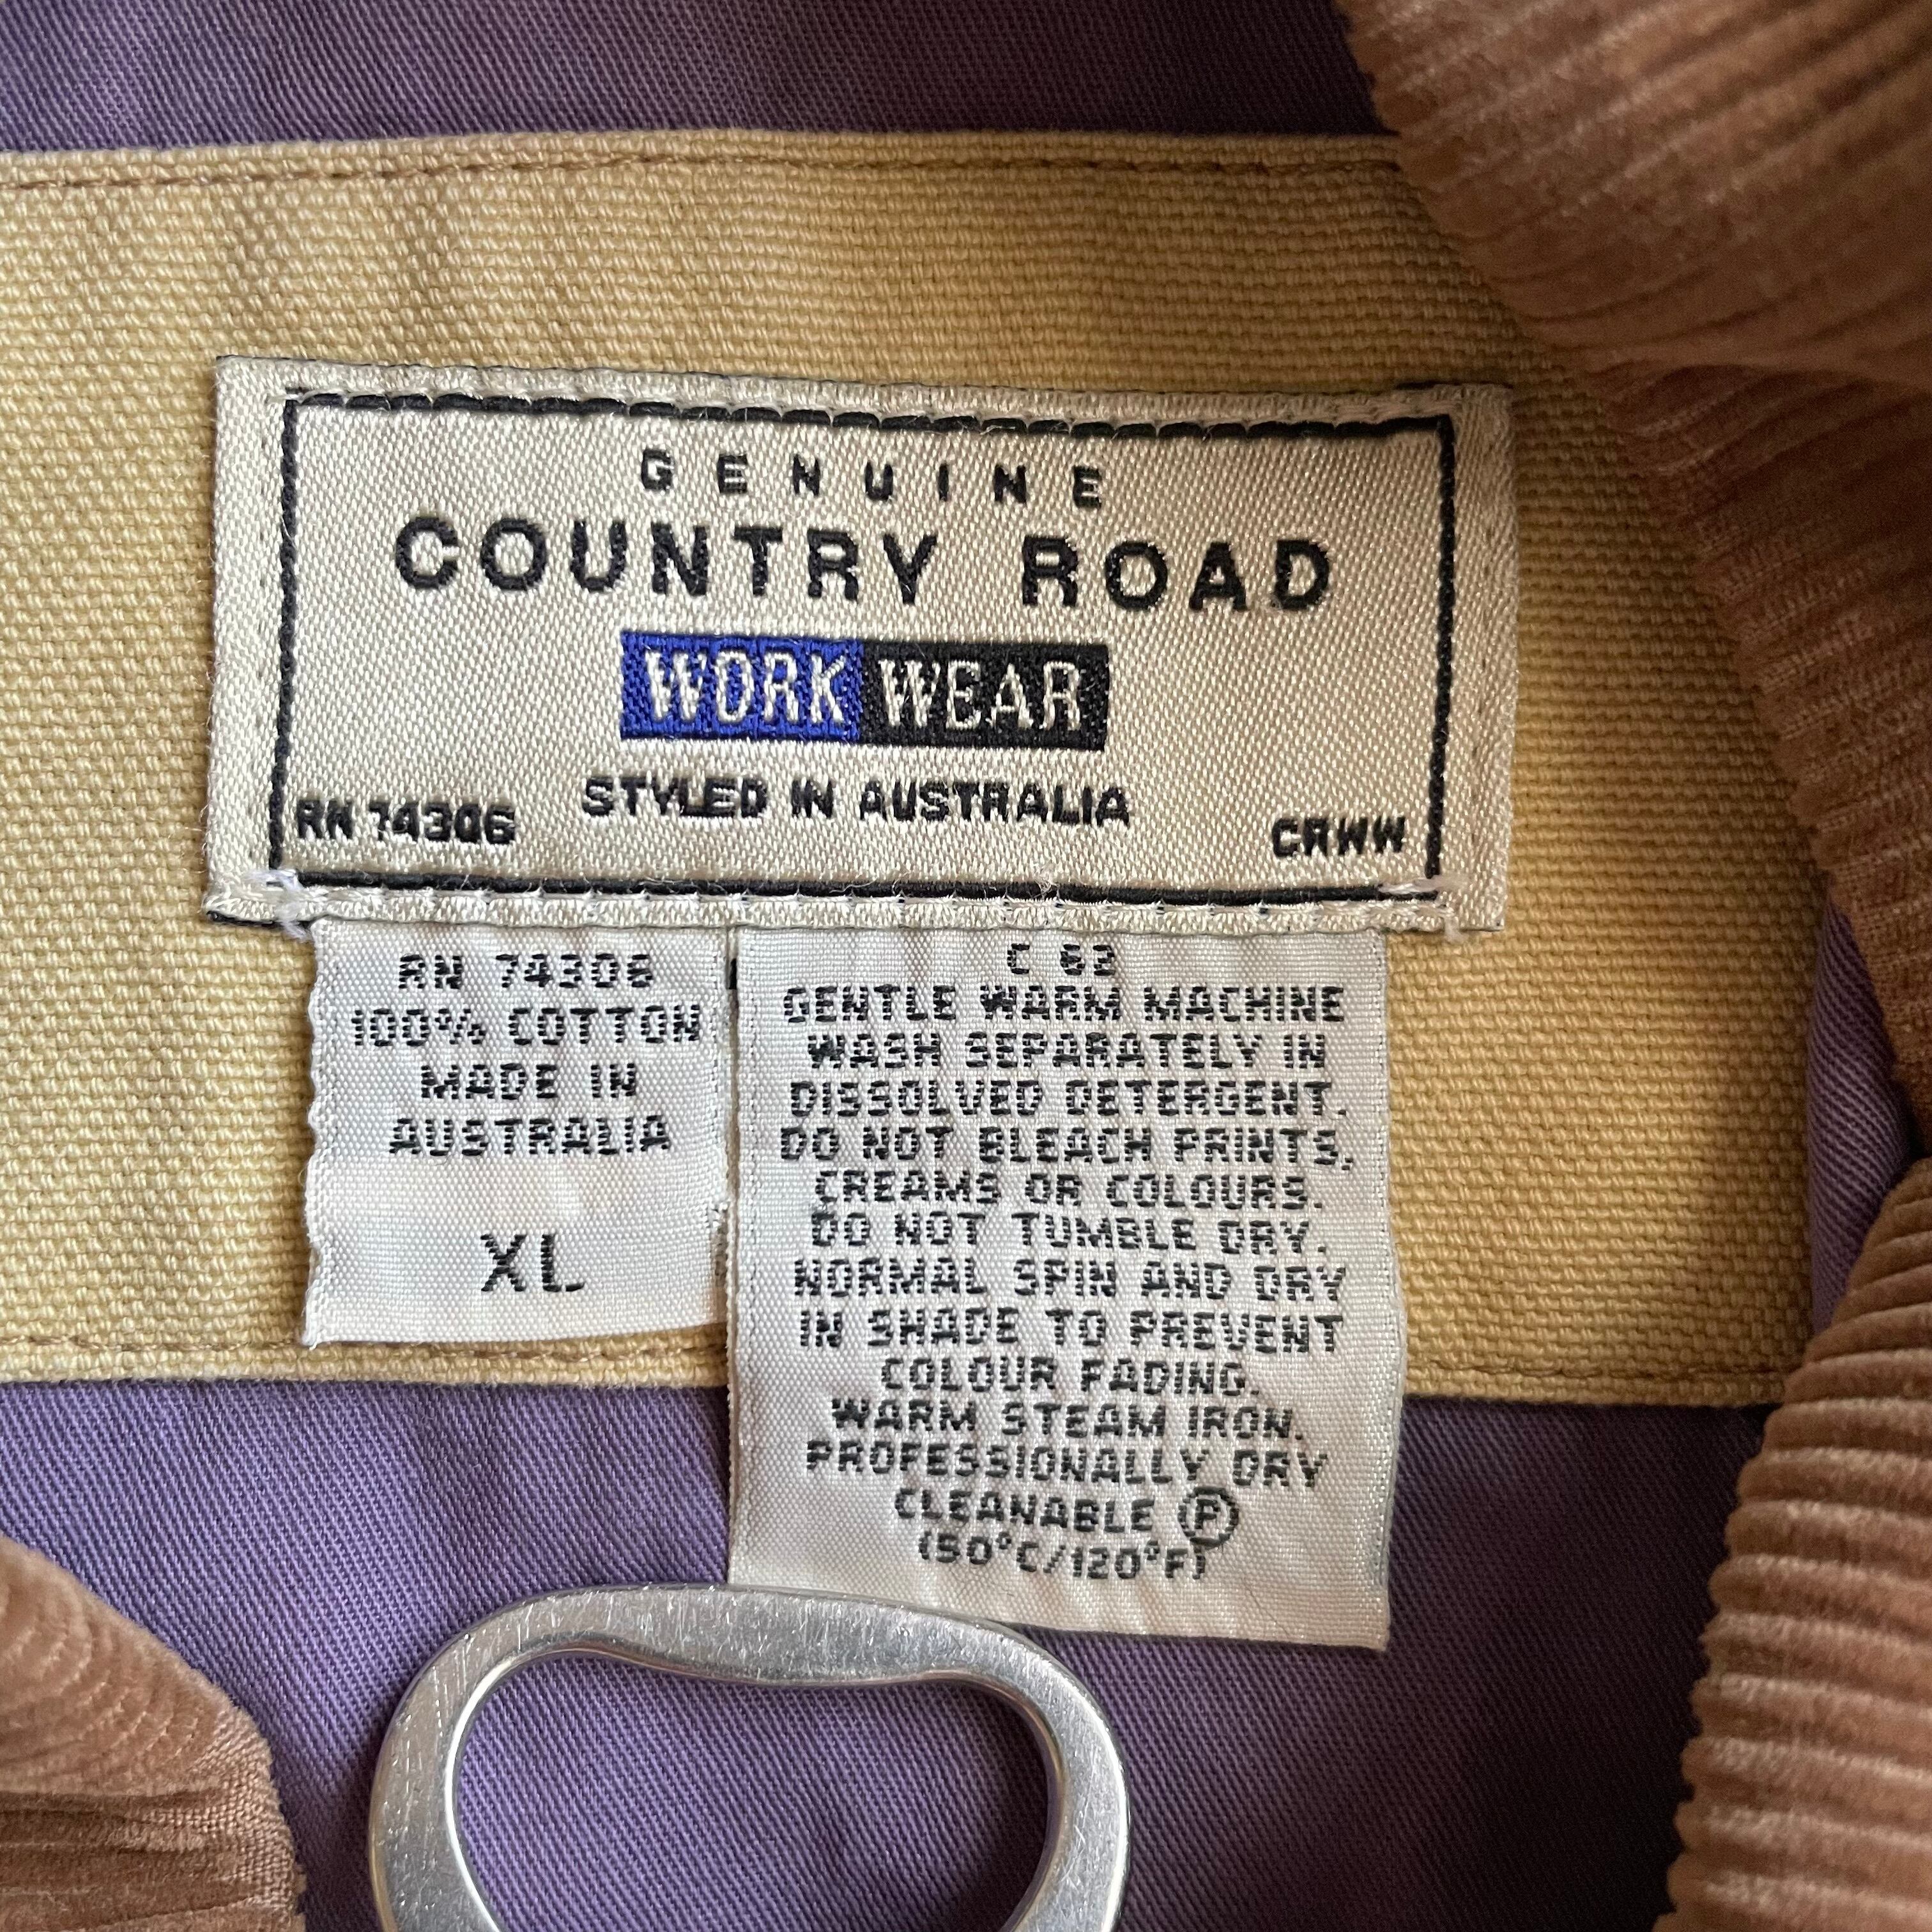 GENUINE
COUNTRY ROAD
WORK WEAR
STYLED IN AUSTRALIA
RN 74306
CRWW
RN 74306
100% COTTON
MADE IN
AUSTRALIA
XL
C 62
GENTLE WARM MACHINE
WASH SEPARATELY IN
DISSOLVED DETERGENT.
DO NOT BLEACH PRINTS,
CREAMS OR COLOURS.
DO NOT TUMBLE DRY.
NORMAL SPIN AND DRY
IN SHADE TO PREVENT
COLOUR FADING.
WARM STEAM IRON.
PROFESSIONALLY DRY
CLEANABLE Ⓟ
(50°C/120°F)